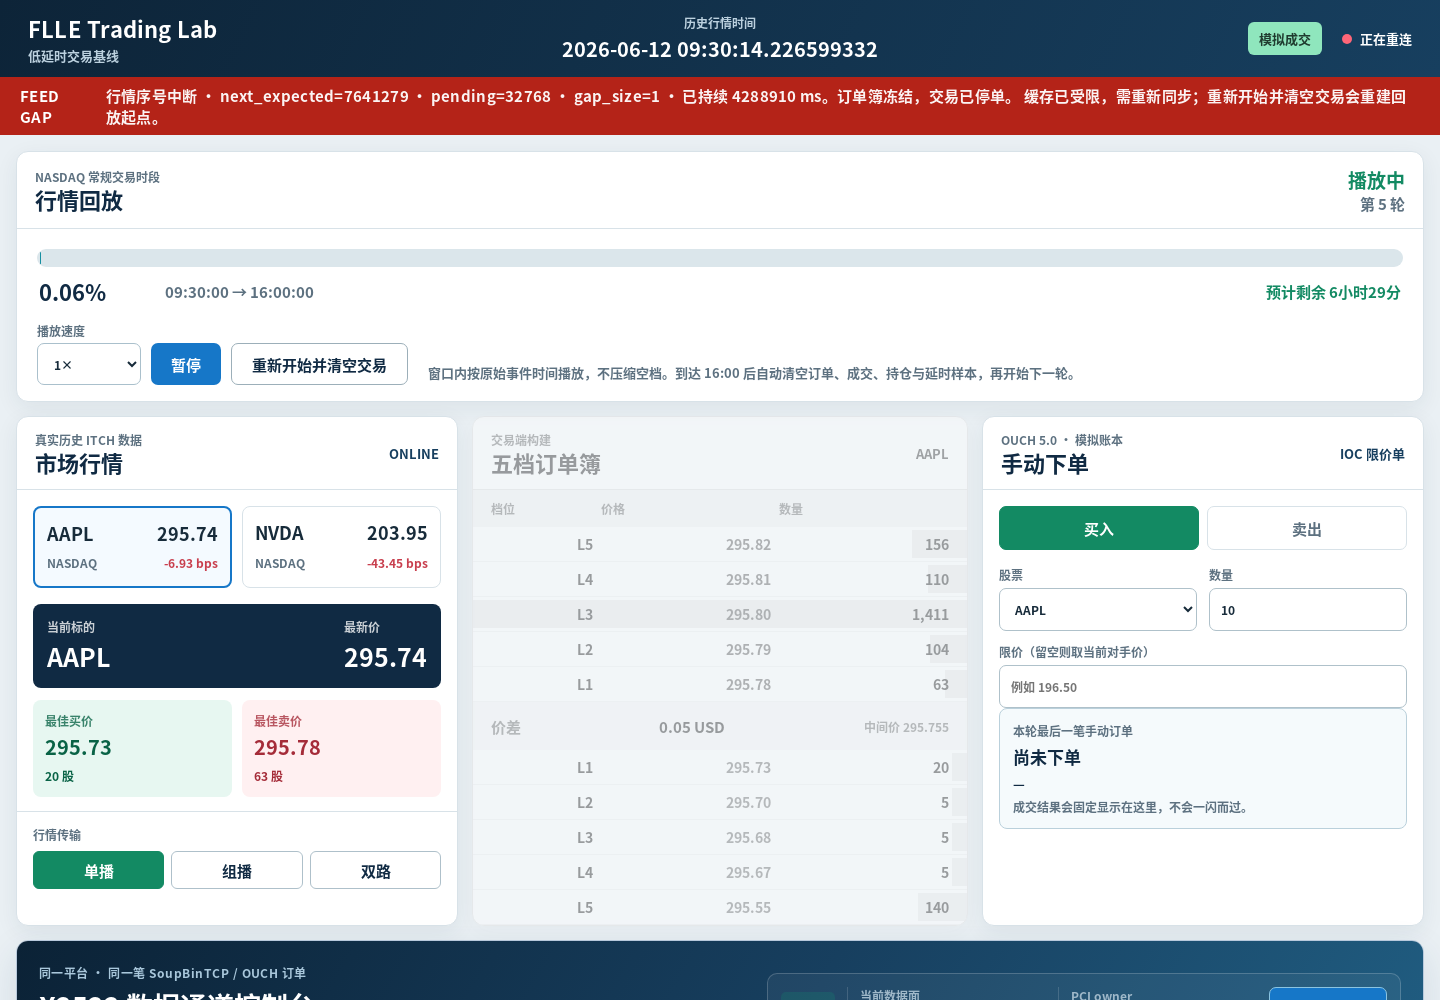 FLLE Trading Lab
低延时交易基线
历史行情时间
2026-06-12 09:30:14.226599332
模拟成交
正在重连
FEED GAP
行情序号中断 • next_expected=7641279 • pending=32768 • gap_size=1 • 已持续 4288910 ms。订单簿冻结，交易已停单。 缓存已受限，需重新同步；重新开始并清空交易会重建回
放起点。
NASDAQ 常规交易时段
行情回放
播放中
第 5 轮
0.06%
09:30:00 → 16:00:00
预计剩余 6小时29分
播放速度
1×
暂停
重新开始并清空交易
窗口内按原始事件时间播放，不压缩空档。到达 16:00 后自动清空订单、成交、持仓与延时样本，再开始下一轮。
真实历史 ITCH 数据
市场行情
ONLINE
AAPL 295.74
NASDAQ -6.93 bps
NVDA 203.95
NASDAQ -43.45 bps
当前标的 最新价
AAPL 295.74
最佳买价
295.73
20 股
最佳卖价
295.78
63 股
行情传输
单播 组播 双路
交易端构建
五档订单簿
AAPL
档位 价格 数量
L5 295.82 156
L4 295.81 110
L3 295.80 1,411
L2 295.79 104
L1 295.78 63
价差 0.05 USD 中间价 295.755
L1 295.73 20
L2 295.70 5
L3 295.68 5
L4 295.67 5
L5 295.55 140
OUCH 5.0 • 模拟账本
手动下单
IOC 限价单
买入 卖出
股票 数量
AAPL 10
限价（留空则取当前对手价）
例如 196.50
本轮最后一笔手动订单
尚未下单
—
成交结果会固定显示在这里，不会一闪而过。
同一平台 • 同一笔 SoupBinTCP / OUCH 订单
当前数据面
PCI owner